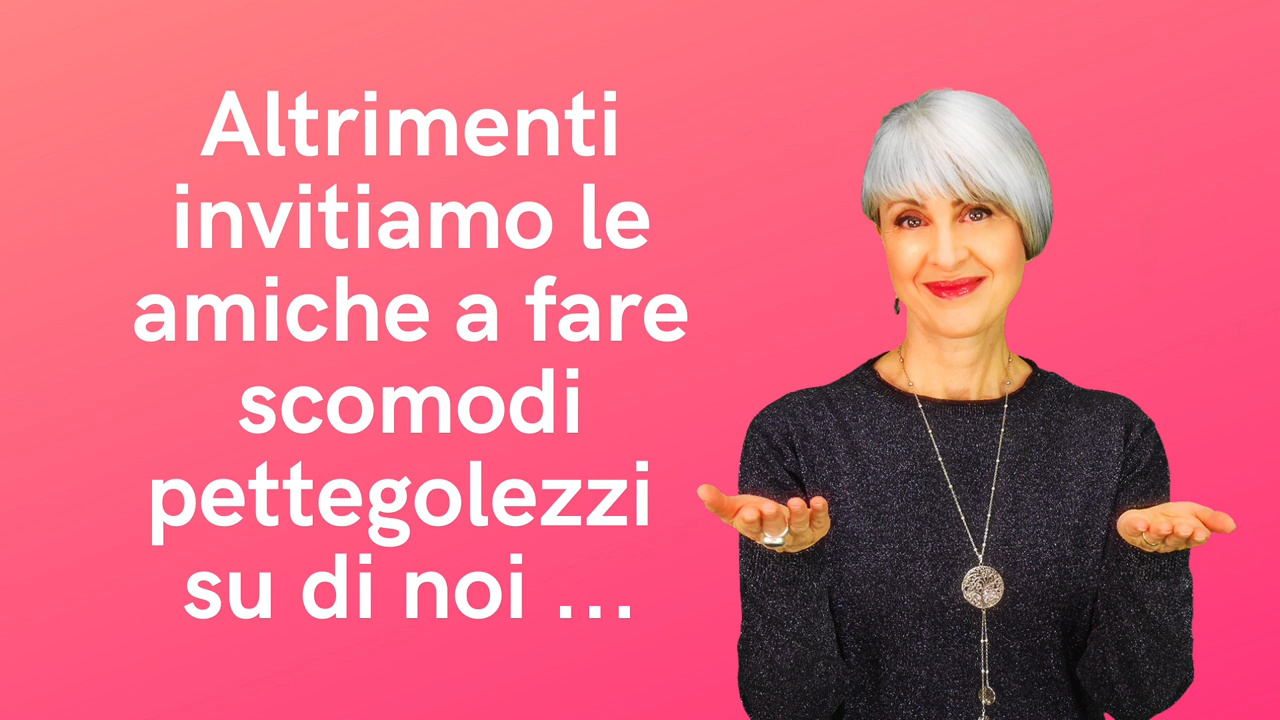 Altrimenti
invitiamo le
amiche a fare
scomodi
pettegolezzi
su di noi ...